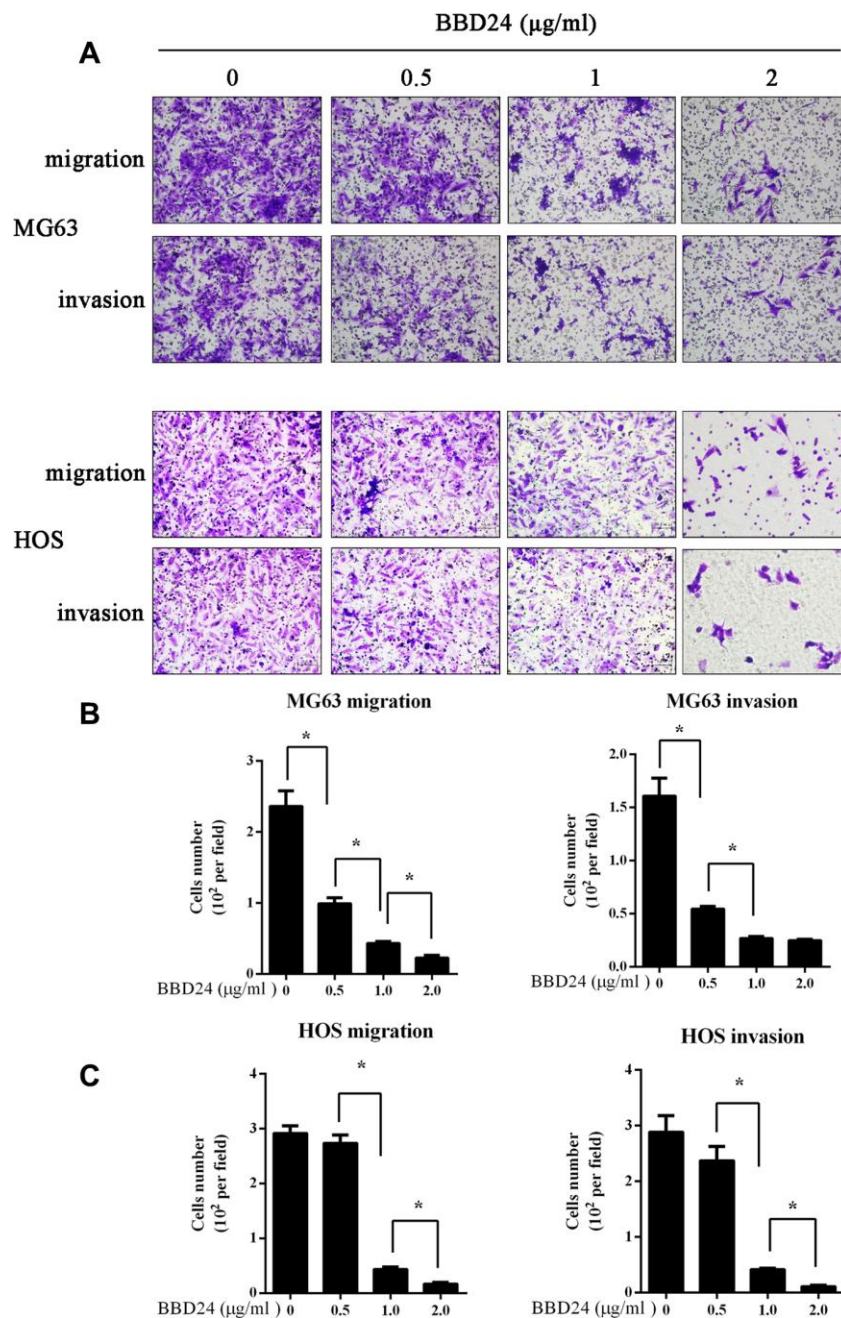 BBD24 (μg/ml)
A
0 0.5 1 2
migration
MG63
invasion
migration
HOS
invasion
B
MG63 migration
MG63 invasion
Cells number
(10² per field)
3
2
1
0
*
*
*
BBD24 (μg/ml ) 0 0.5 1.0 2.0
Cells number
(10² per field)
2.0
1.5
1.0
0.5
0.0
*
*
BBD24 (μg/ml ) 0 0.5 1.0 2.0
C
HOS migration
HOS invasion
Cells number
(10² per field)
4
3
2
1
0
*
*
BBD24 (μg/ml ) 0 0.5 1.0 2.0
Cells number
(10² per field)
4
3
2
1
0
*
*
BBD24 (μg/ml ) 0 0.5 1.0 2.0